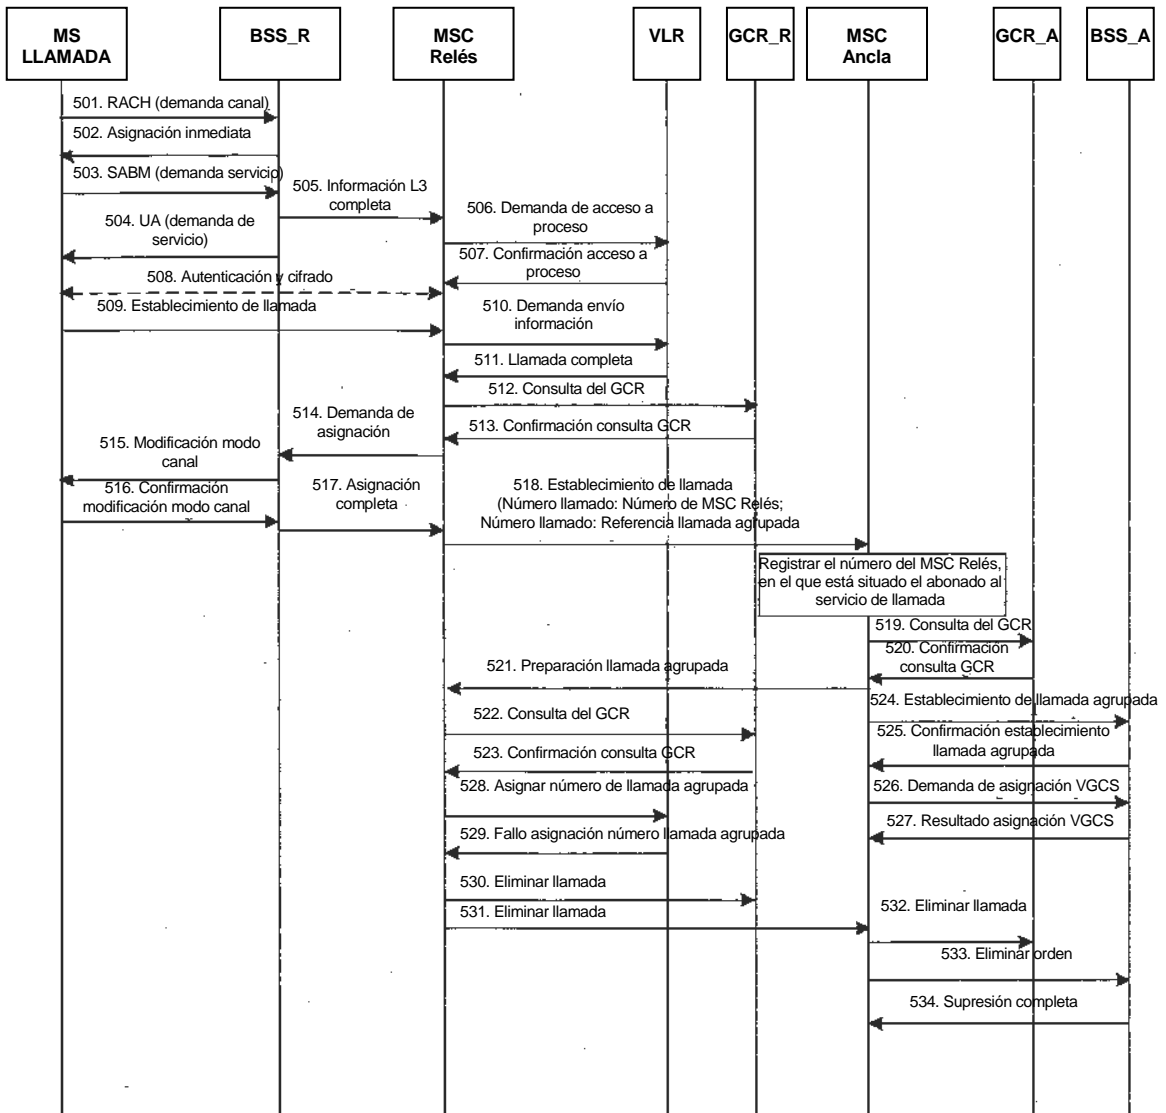 MS
LLAMADA
BSS_R
MSC
Relés
VLR
GCR_R
MSC
Ancla
GCR_A
BSS_A
501. RACH (demanda canal)
502. Asignación inmediata
503. SABM (demanda servicio)
504. UA (demanda de
servicio)
505. Información L3
completa
506. Demanda de acceso a
proceso
507. Confirmación acceso a
proceso
508. Autenticación y cifrado
509. Establecimiento de llamada
510. Demanda envío
información
511. Llamada completa
512. Consulta del GCR
513. Confirmación consulta GCR
514. Demanda de
asignación
515. Modificación modo
canal
516. Confirmación
modificación modo canal
517. Asignación
completa
518. Establecimiento de llamada
(Número llamado: Número de MSC Relés;
Número llamado: Referencia llamada agrupada
Registrar el número del MSC Relés,
en el que está situado el abonado al
servicio de llamada
519. Consulta del GCR
520. Confirmación
consulta GCR
521. Preparación llamada agrupada
522. Consulta del GCR
523. Confirmación consulta GCR
524. Establecimiento de llamada agrupada
525. Confirmación establecimiento
llamada agrupada
526. Demanda de asignación VGCS
527. Resultado asignación VGCS
528. Asignar número de llamada agrupada
529. Fallo asignación número llamada agrupada
530. Eliminar llamada
531. Eliminar llamada
532. Eliminar llamada
533. Eliminar orden
534. Supresión completa